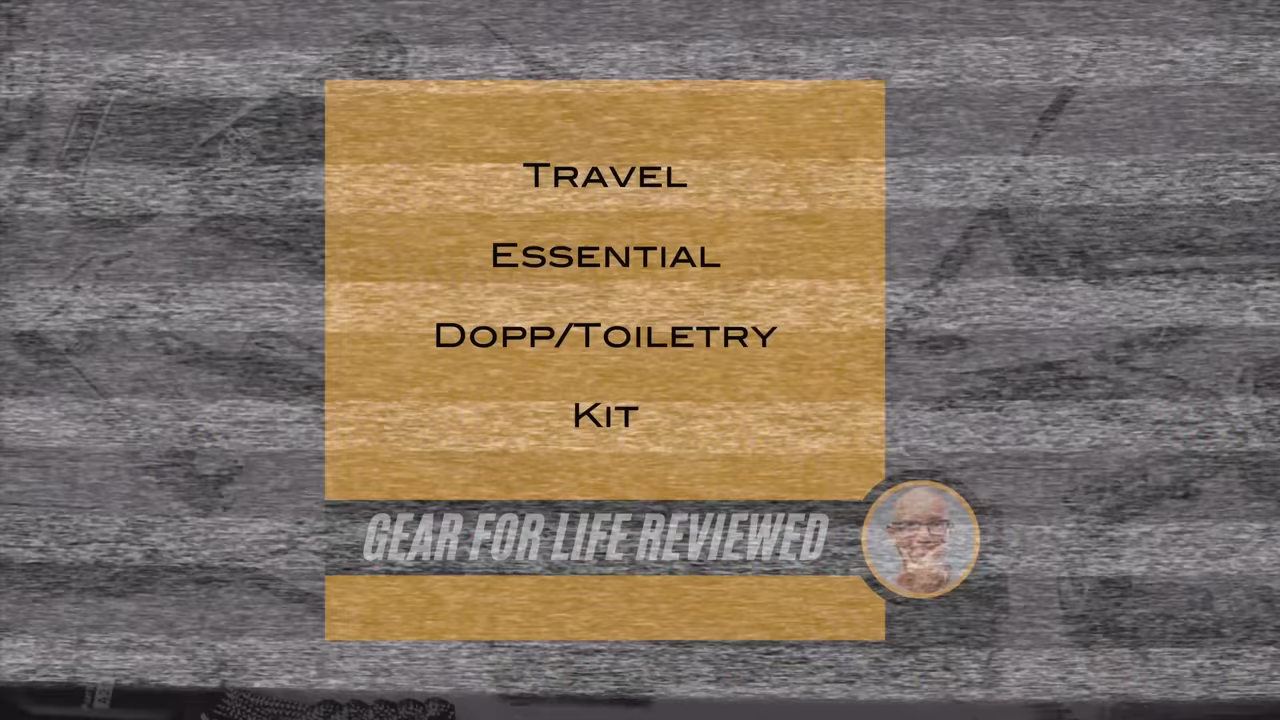 Travel
Essential
Dopp/Toiletry
Kit
GEAR FOR LIFE REVIEWED